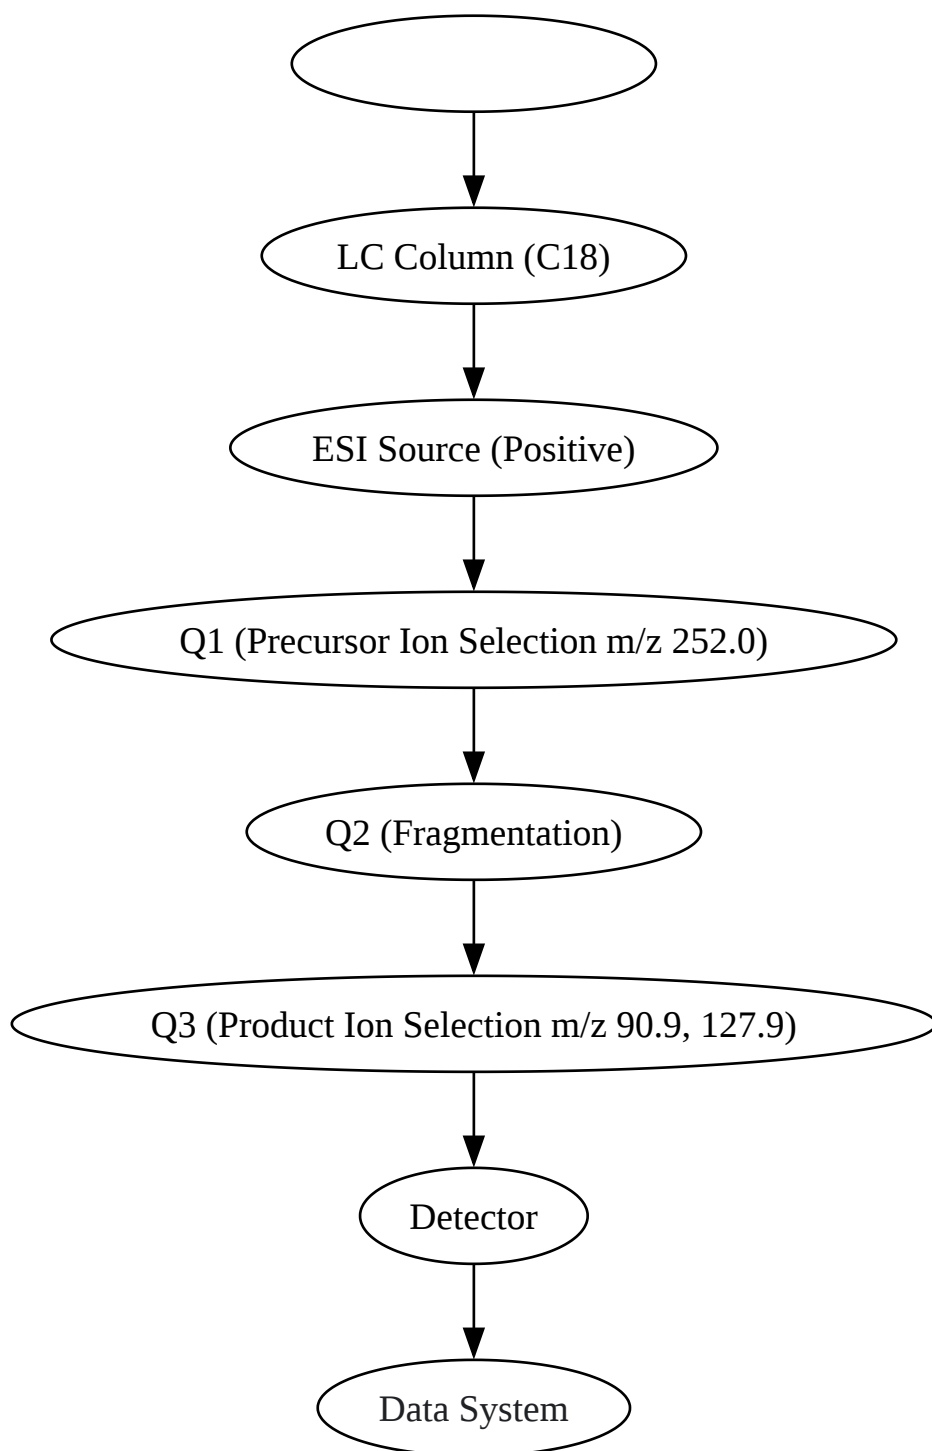 LC Column (C18)
ESI Source (Positive)
Q1 (Precursor Ion Selection m/z 252.0)
Q2 (Fragmentation)
Q3 (Product Ion Selection m/z 90.9, 127.9)
Detector
Data System